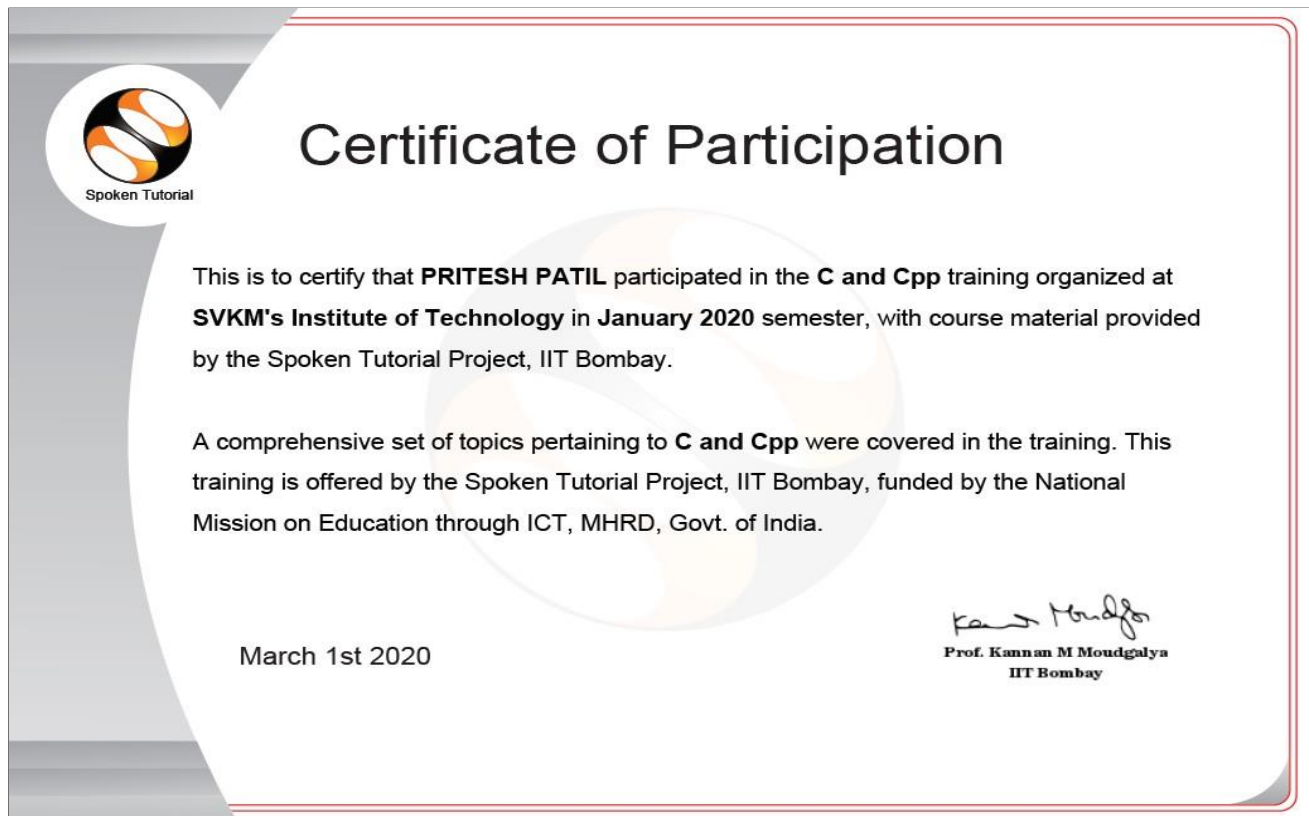 Spoken Tutorial
Certificate of Participation
This is to certify that PRITESH PATIL participated in the C and Cpp training organized at
SVKM's Institute of Technology in January 2020 semester, with course material provided
by the Spoken Tutorial Project, IIT Bombay.
A comprehensive set of topics pertaining to C and Cpp were covered in the training. This
training is offered by the Spoken Tutorial Project, IIT Bombay, funded by the National
Mission on Education through ICT, MHRD, Govt. of India.
March 1st 2020
Prof. Kannan M Moudgalya
IIT Bombay